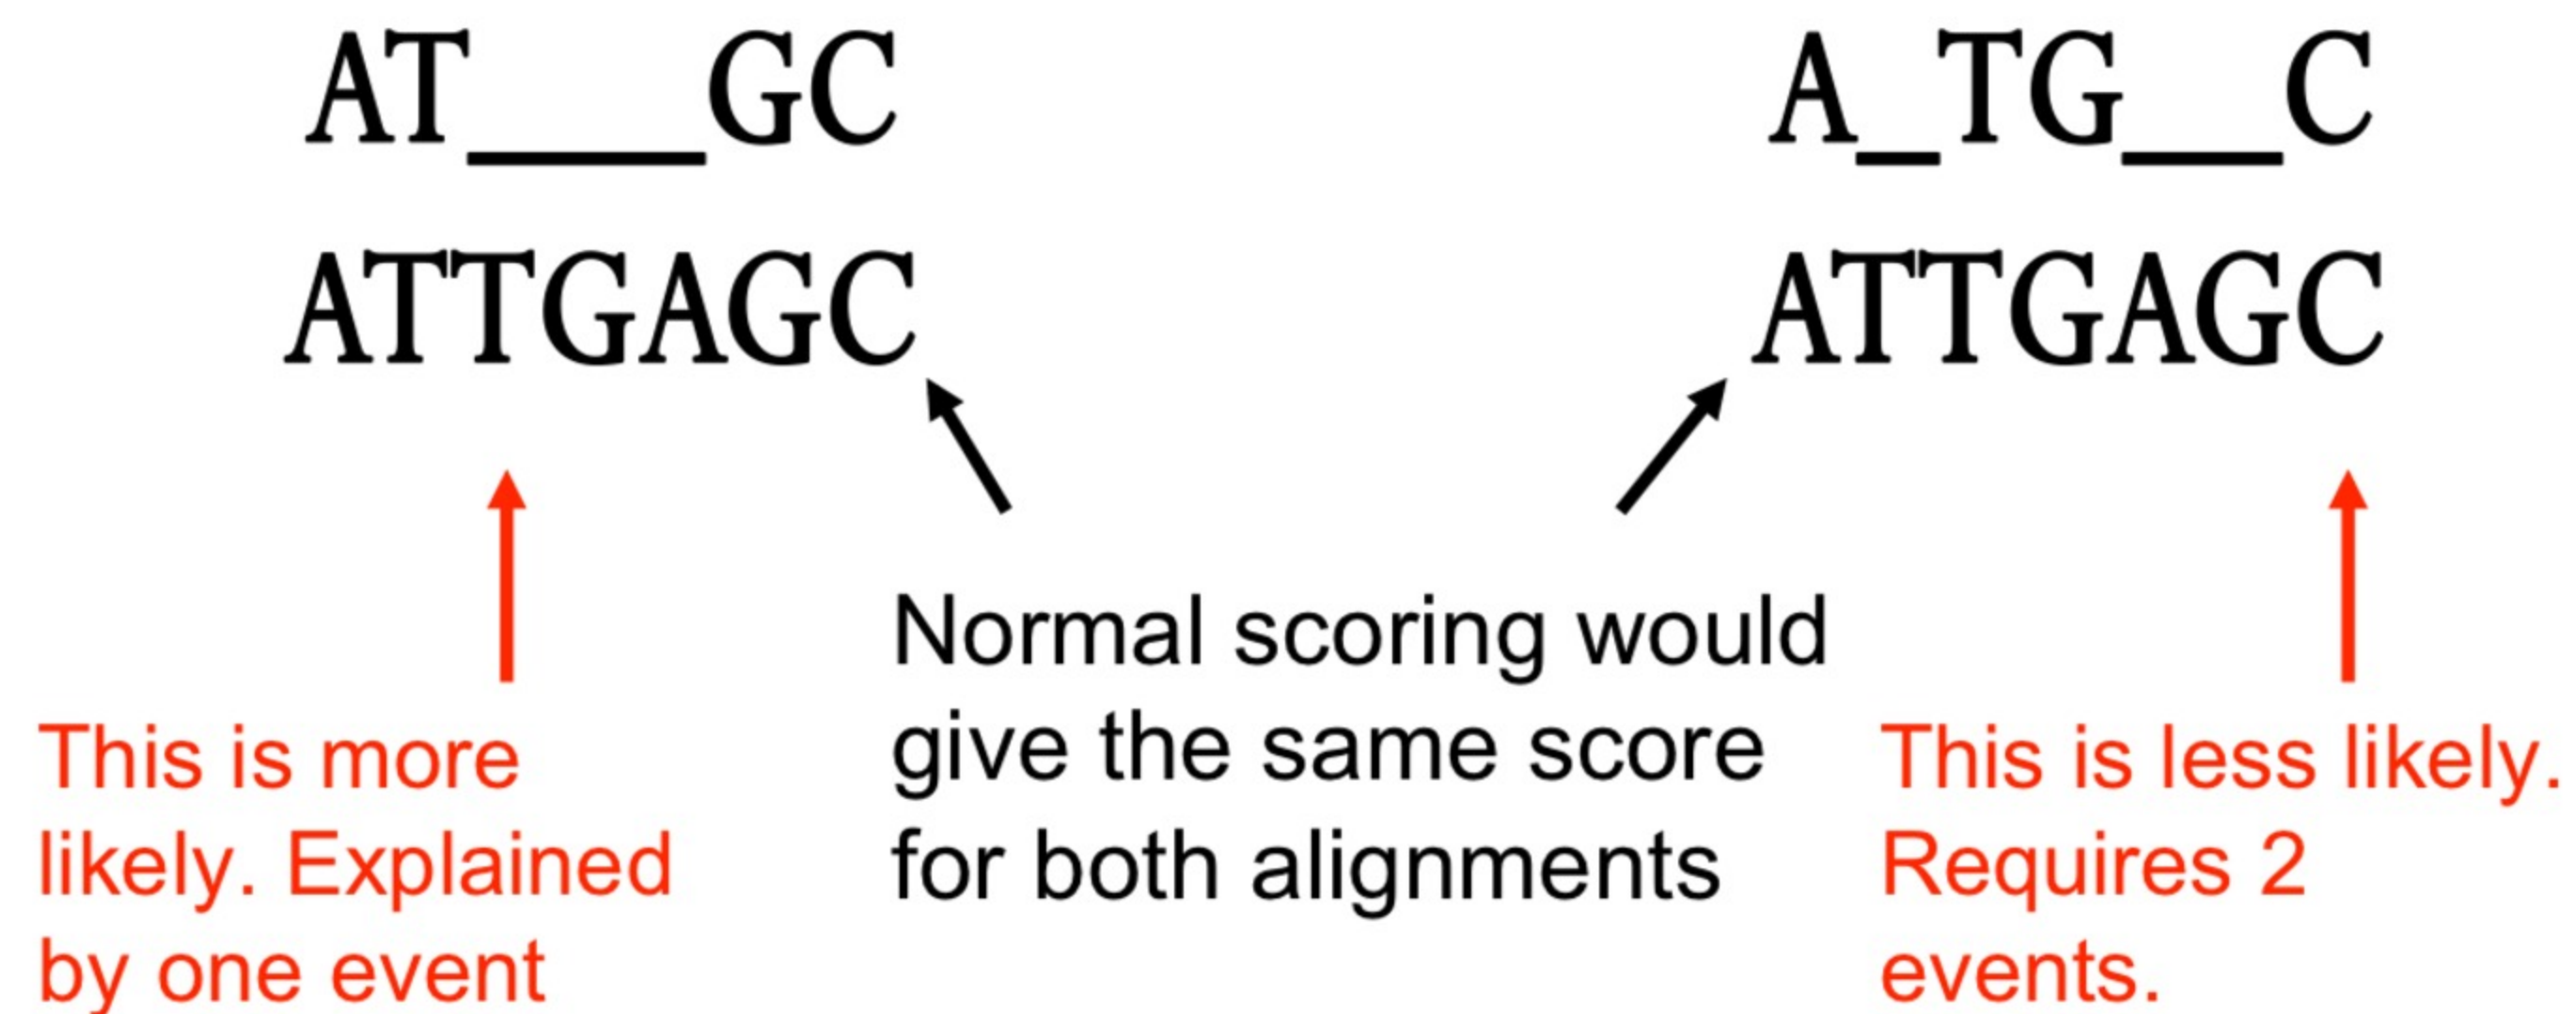 AT___GC
ATTGAGC
A_TG__C
ATTGAGC
Normal scoring would
give the same score
for both alignments
This is more
likely. Explained
by one event
This is less likely.
Requires 2
events.